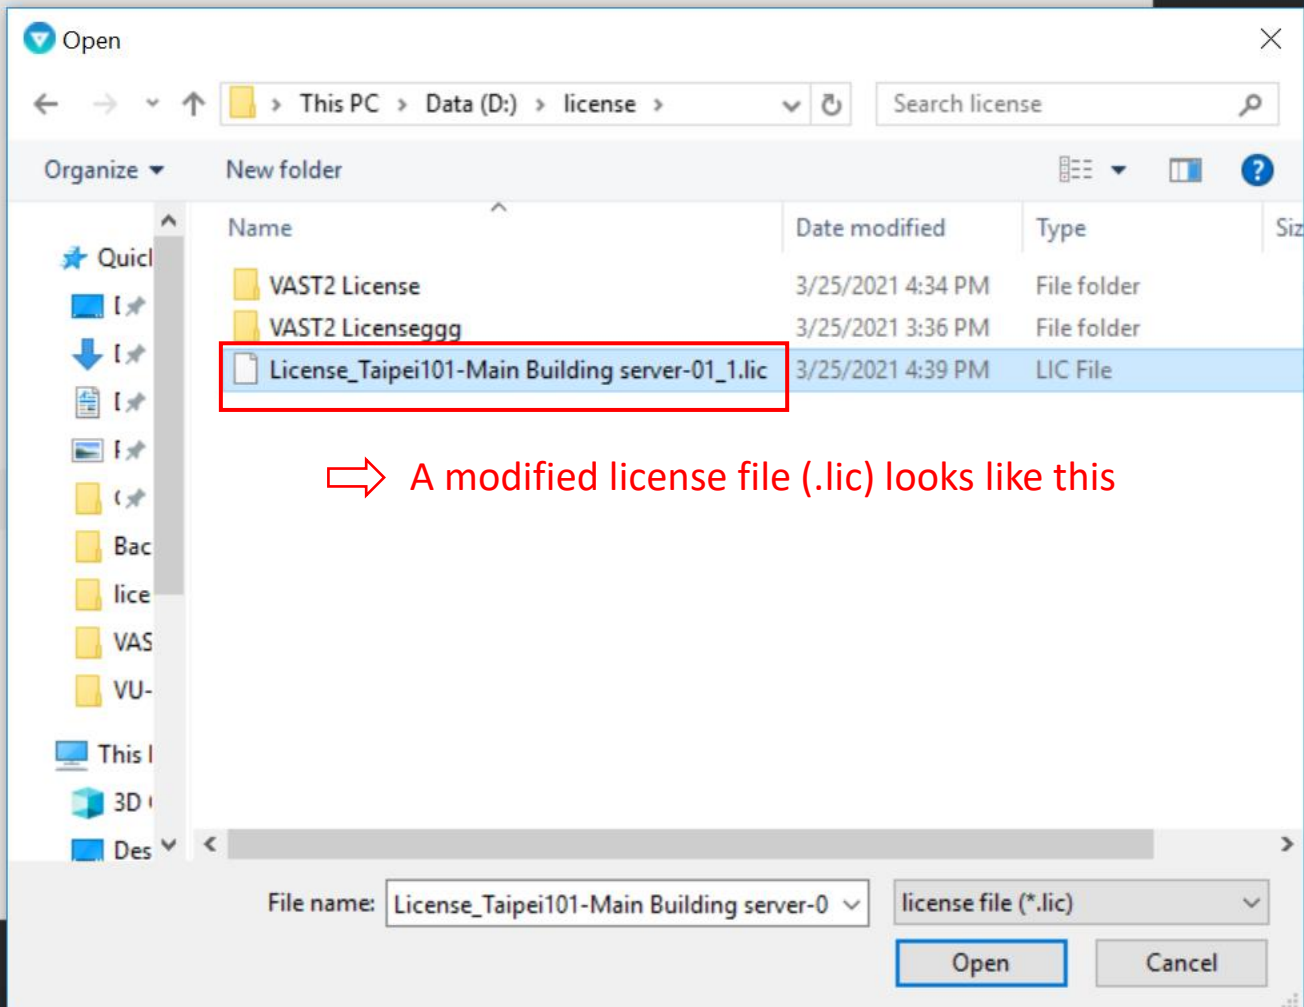 Open
This PC > Data (D:) > license >
Search license
Organize
New folder
Name
Date modified
Type
Siz
Quicl
VAST2 License 3/25/2021 4:34 PM File folder
VAST2 Licenseggg 3/25/2021 3:36 PM File folder
License_Taipei101-Main Building server-01_1.lic 3/25/2021 4:39 PM LIC File
A modified license file (.lic) looks like this
Bac
lice
VAS
VU-
This
3D
Des
File name: License_Taipei101-Main Building server-0
license file (*.lic)
Open
Cancel